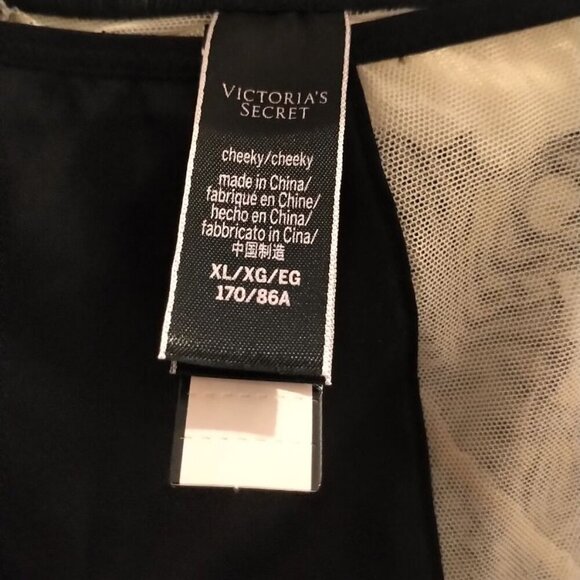 VICTORIA'S
SECRET
cheeky/cheeky
made in China/
fabriqué en Chine/
hecho en China/
fabbricato in Cina/
中国制造
XL/XG/EG
170/86A